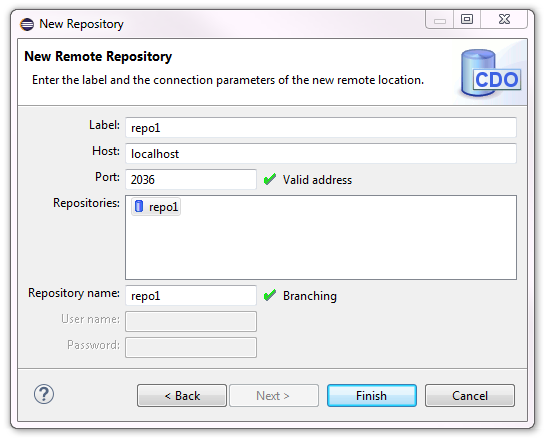 New Repository
New Remote Repository
Enter the label and the connection parameters of the new remote location.
CDO
Label: repo1
Host: localhost
Port: 2036 Valid address
Repositories: repo1
Repository name: repo1 Branching
User name:
Password:
? < Back Next > Finish Cancel